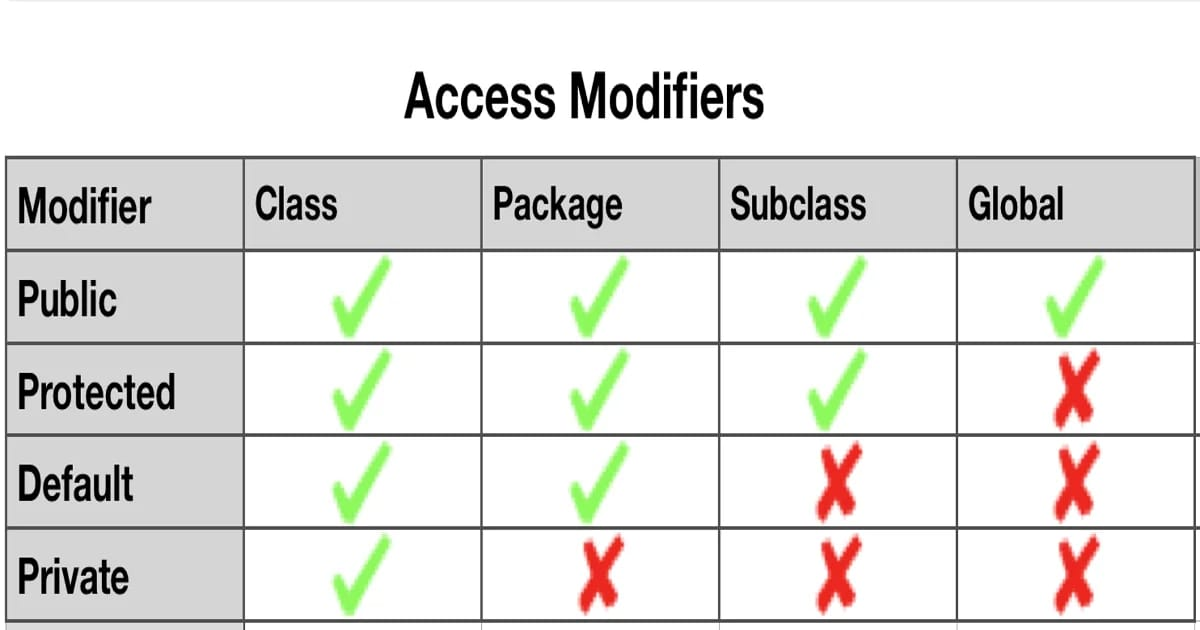 Access Modifiers
Modifier Class Package Subclass Global
Public ✓ ✓ ✓ ✓
Protected ✓ ✓ ✓ ✗
Default ✓ ✓ ✗ ✗
Private ✓ ✗ ✗ ✗